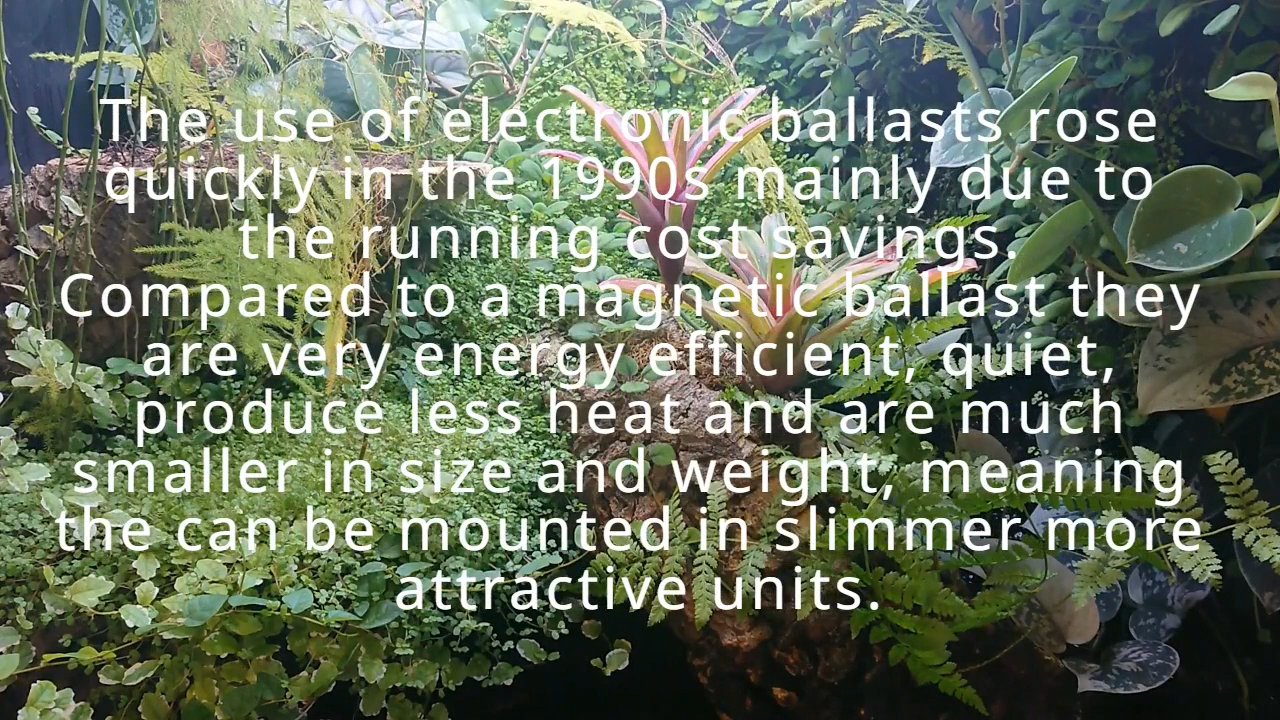 The use of electronic ballasts rose
quickly in the 1990s mainly due to
the running cost savings.
Compared to a magnetic ballast they
are very energy efficient, quiet,
produce less heat and are much
smaller in size and weight, meaning
the can be mounted in slimmer more
attractive units.